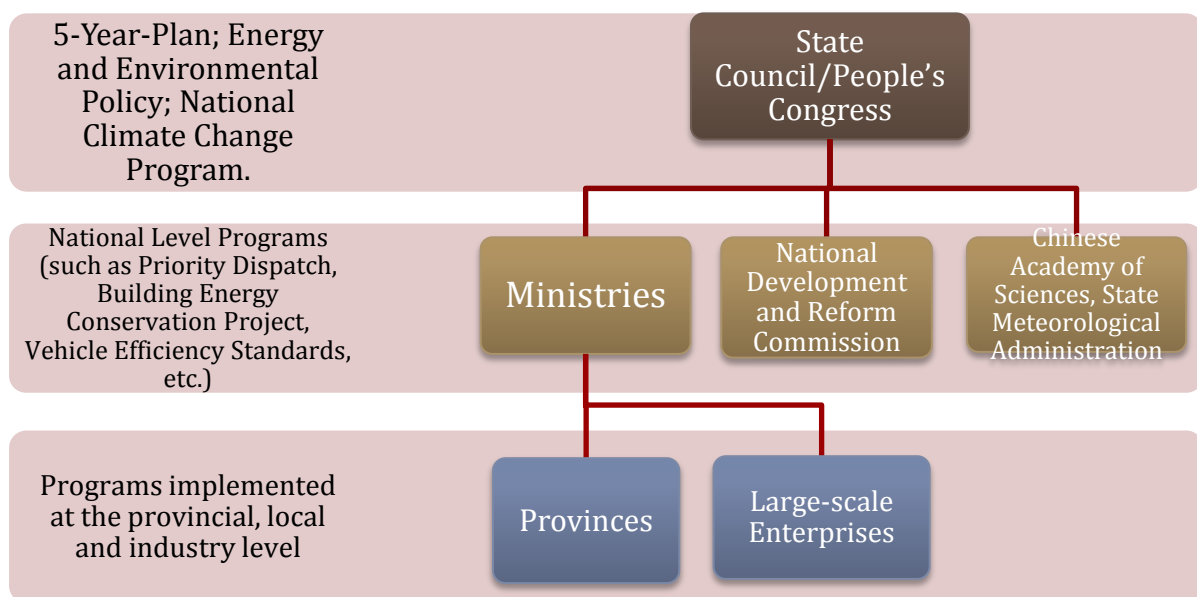 5-Year-Plan; Energy
and Environmental
Policy; National
Climate Change
Program.
State
Council/People’s
Congress
National Level Programs
(such as Priority Dispatch,
Building Energy
Conservation Project,
Vehicle Efficiency Standards,
etc.)
Ministries
National
Development
and Reform
Commission
Chinese
Academy of
Sciences, State
Meteorological
Administration
Programs implemented
at the provincial, local
and industry level
Provinces
Large-scale
Enterprises